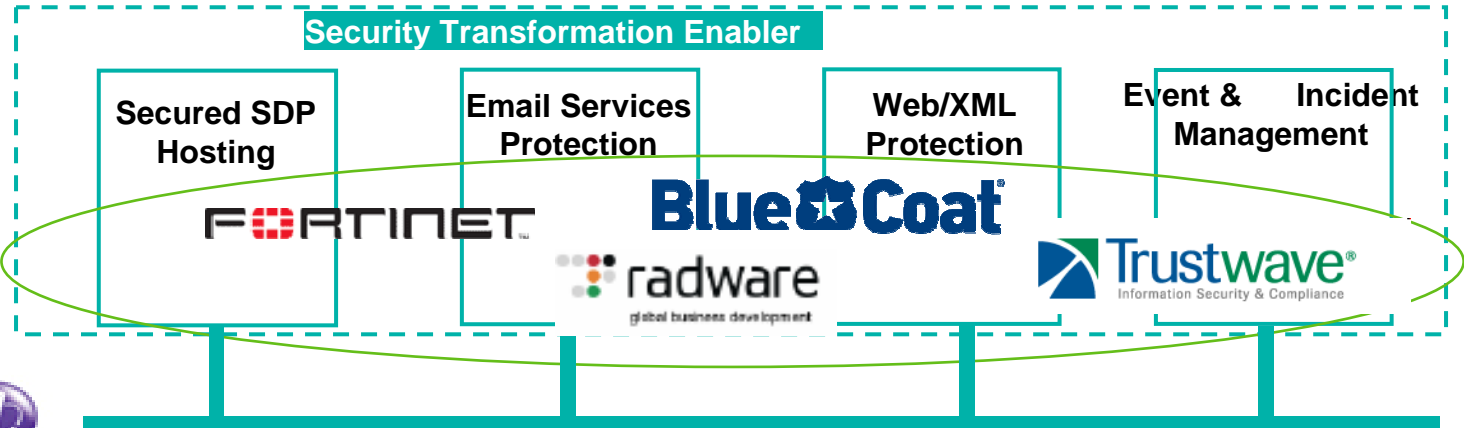 Security Transformation Enabler
Secured SDP
Hosting
Email Services
Protection
Web/XML
Protection
Event & Incident
Management
FORTINET
Blue Coat
radware
global business development
Trustwave®
Information Security & Compliance